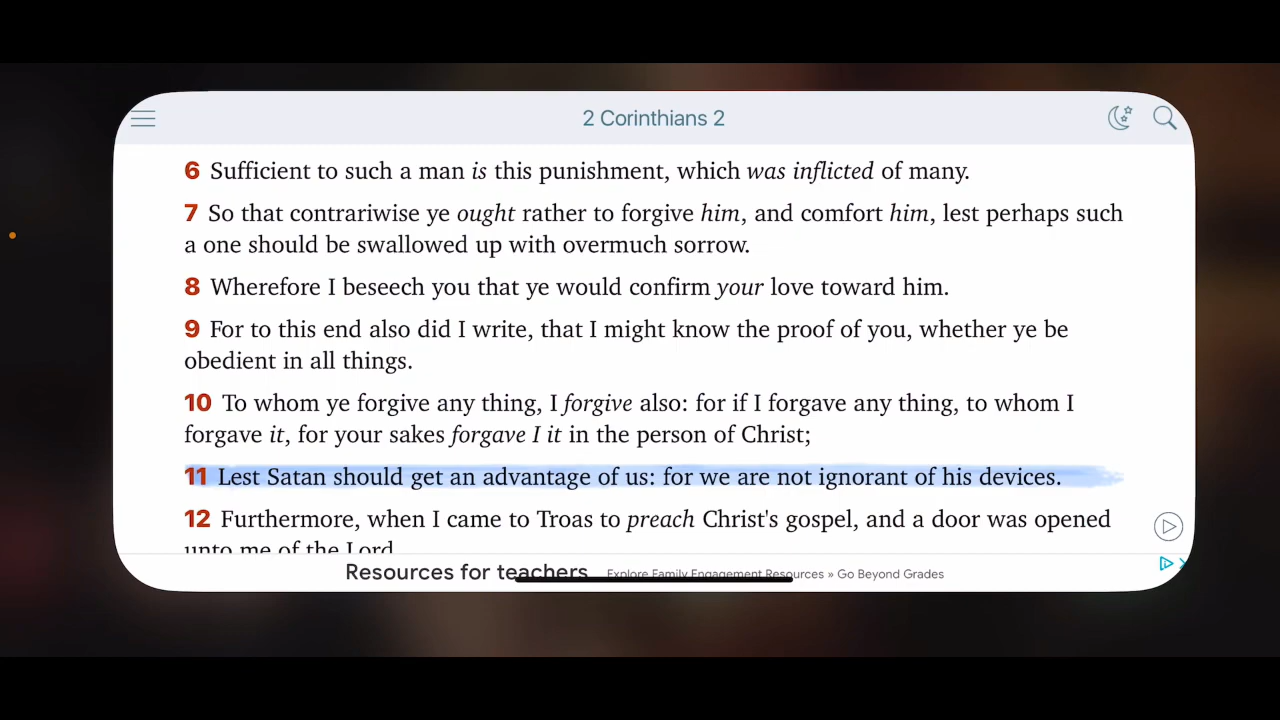 2 Corinthians 2
6 Sufficient to such a man is this punishment, which was inflicted of many.
7 So that contrariwise ye ought rather to forgive him, and comfort him, lest perhaps such
a one should be swallowed up with overmuch sorrow.
8 Wherefore I beseech you that ye would confirm your love toward him.
9 For to this end also did I write, that I might know the proof of you, whether ye be
obedient in all things.
10 To whom ye forgive any thing, I forgive also: for if I forgave any thing, to whom I
forgave it, for your sakes forgave I it in the person of Christ;
11 Lest Satan should get an advantage of us: for we are not ignorant of his devices.
12 Furthermore, when I came to Troas to preach Christ's gospel, and a door was opened
unto me of the Lord
Resources for teachers Explore Family Engagement Resources » Go Beyond Grades